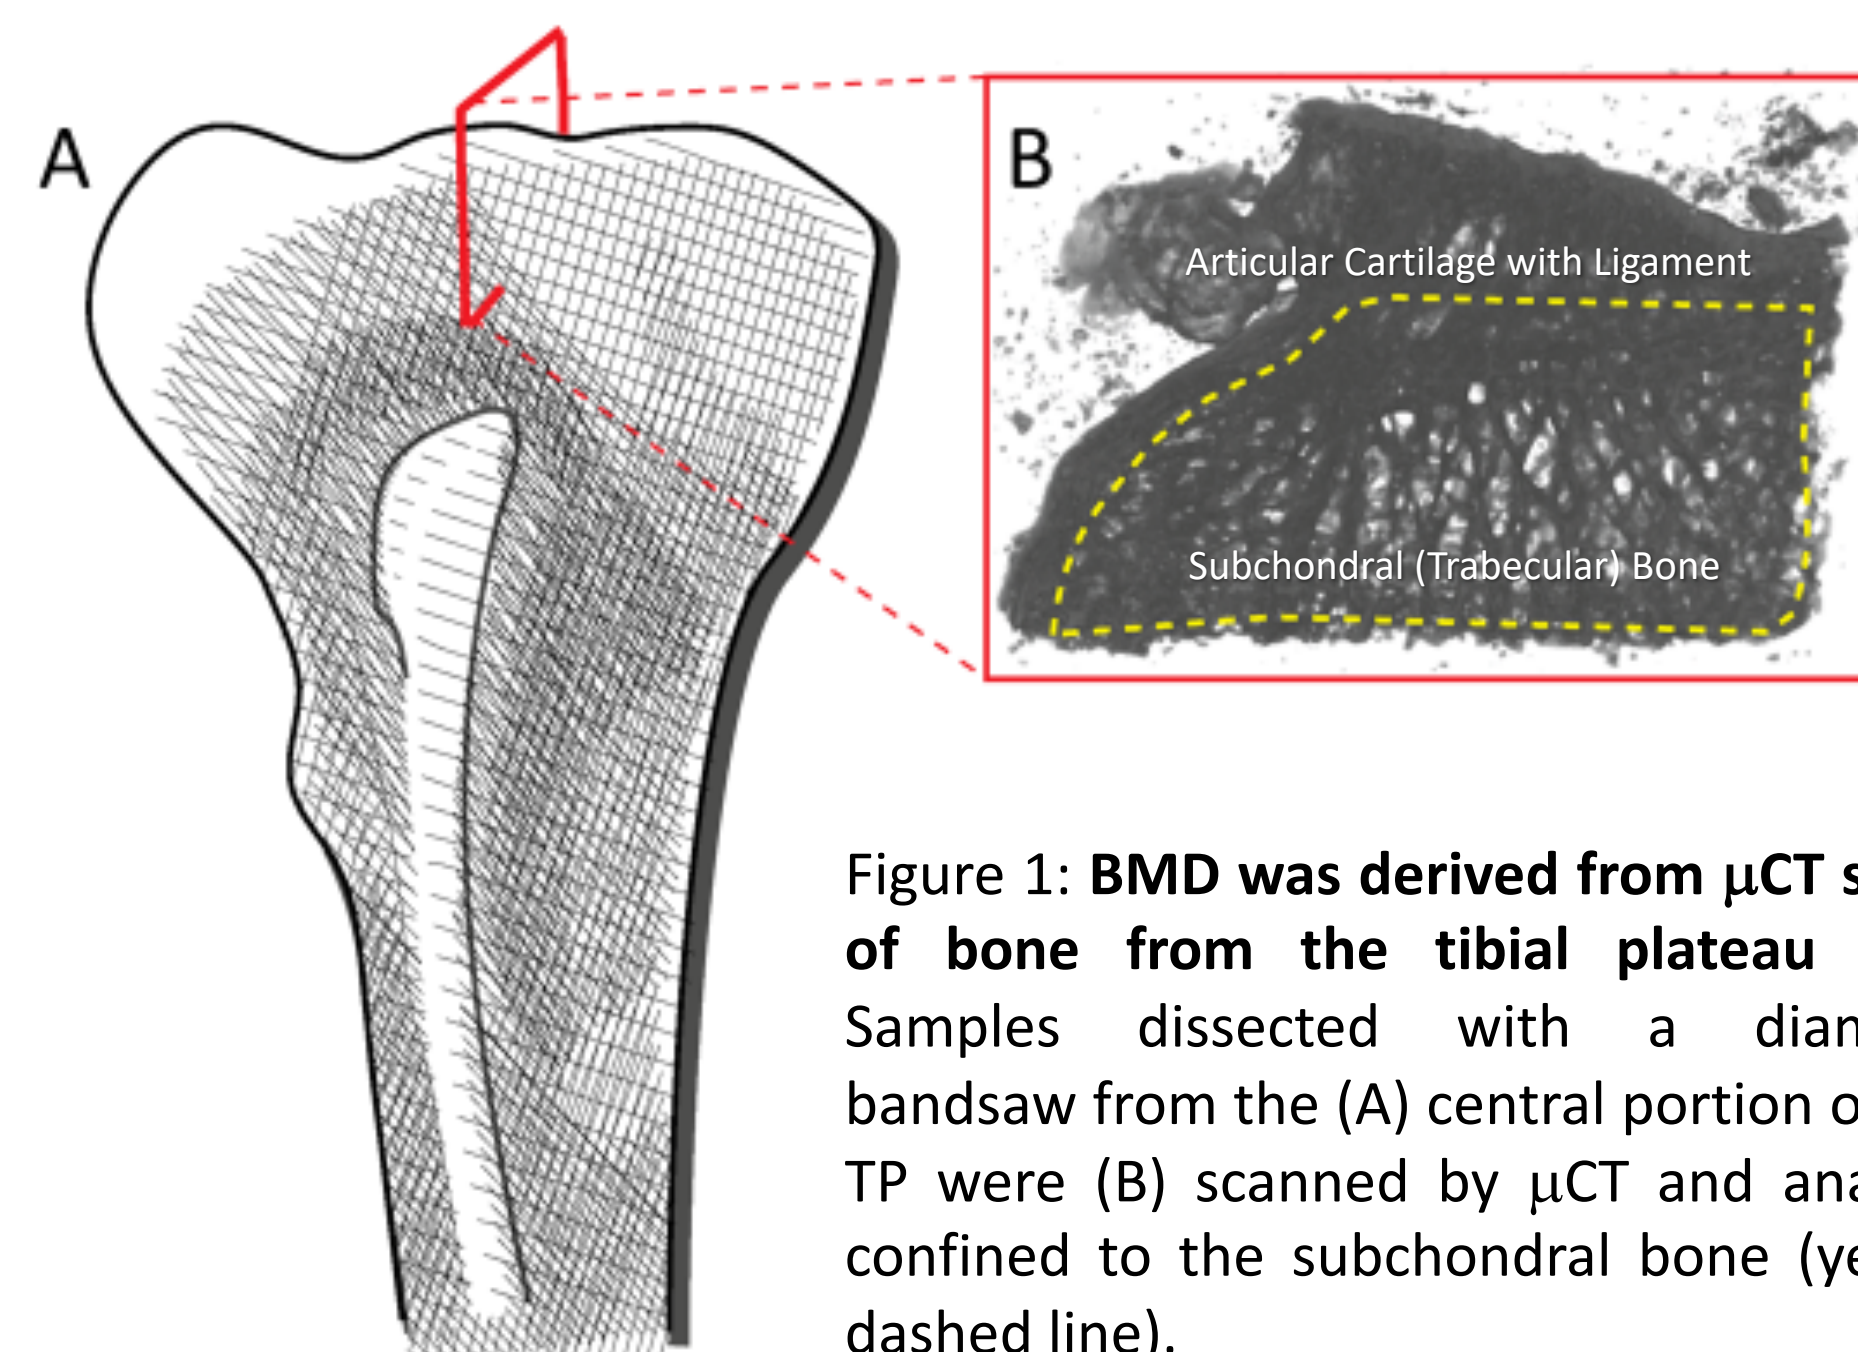 A
B
Articular Cartilage with Ligament
Subchondral (Trabecular) Bone
Figure 1: BMD was derived from μCT
of bone from the tibial plateau
Samples dissected with a
bandsaw from the (A) central portion
TP were (B) scanned by μCT and
confined to the subchondral bone
dashed line).